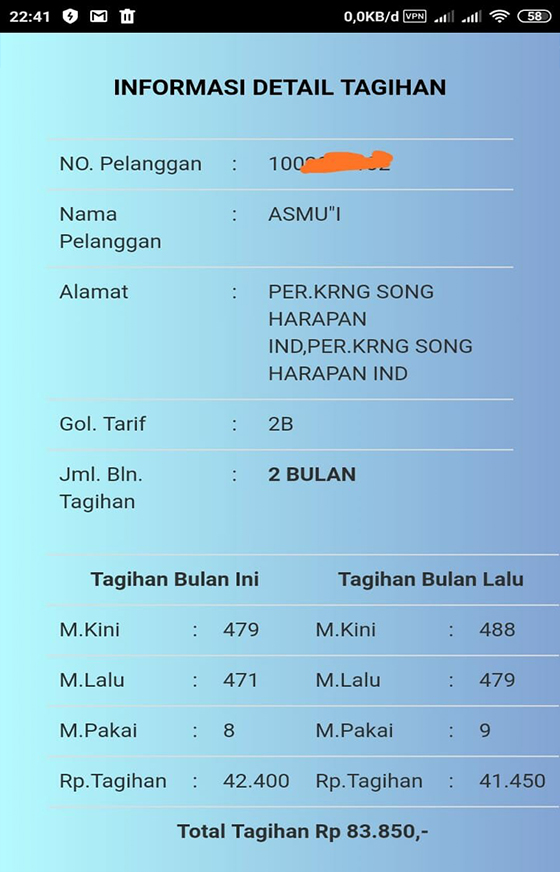 22:41 0,0KB/d VPN 58
INFORMASI DETAIL TAGIHAN
NO. Pelanggan :
Nama : ASMU"I
Pelanggan
Alamat : PER.KRNG SONG
HARAPAN
IND,PER.KRNG SONG
HARAPAN IND
Gol. Tarif : 2B
Jml. Bln. : 2 BULAN
Tagihan
Tagihan Bulan Ini Tagihan Bulan Lalu
M.Kini : 479 M.Kini : 488
M.Lalu : 471 M.Lalu : 479
M.Pakai : 8 M.Pakai : 9
Rp.Tagihan : 42.400 Rp.Tagihan : 41.450
Total Tagihan Rp 83.850,-